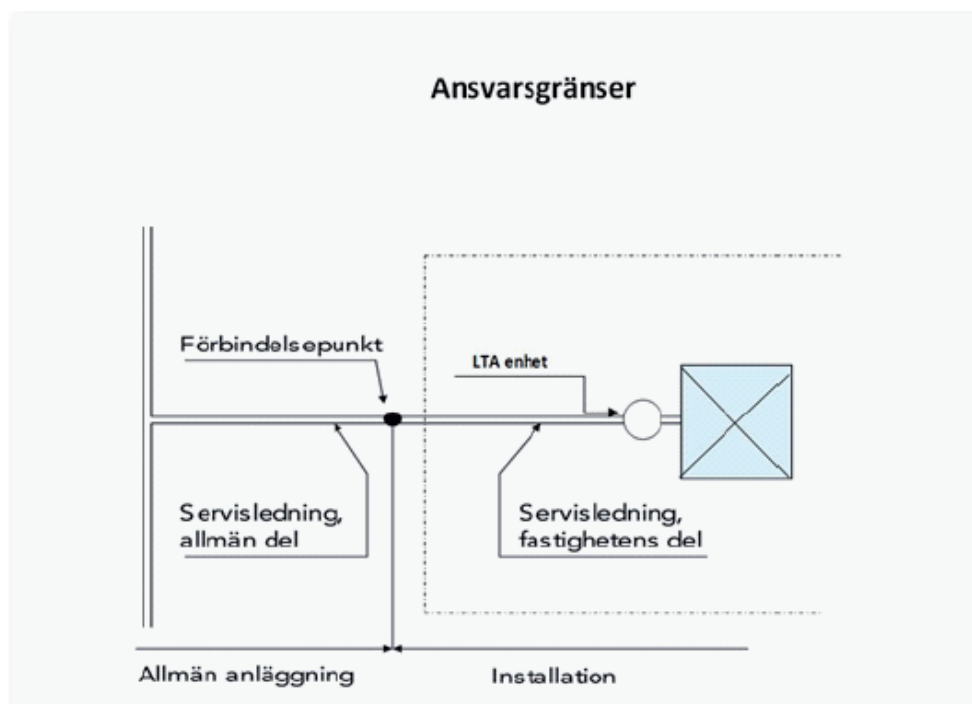 Ansvarsgränser
Förbindelsepunkt
LTA enhet
Servisledning,
allmän del
Servisledning,
fastighetens del
Allmän anläggning
Installation